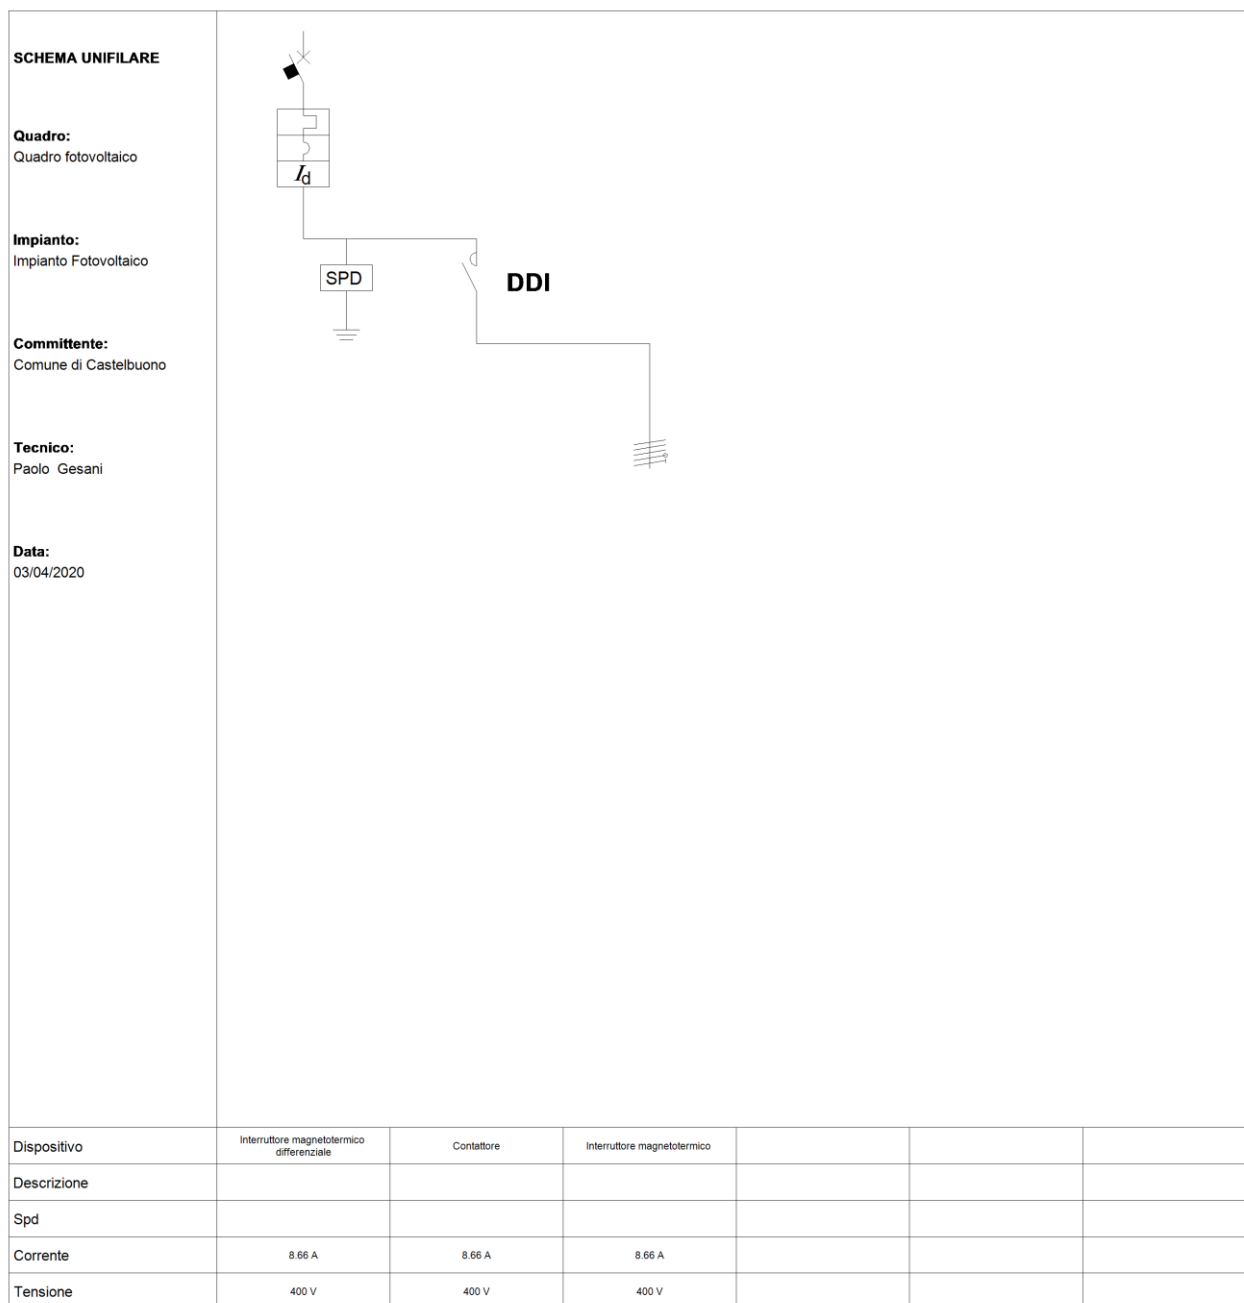 SCHEMA UNIFILARE
Quadro:
Quadro fotovoltaico
Impianto:
Impianto Fotovoltaico
Committente:
Comune di Castelbuono
Tecnico:
Paolo Gesani
Data:
03/04/2020
Id
SPD
DDI
Dispositivo
Interruttore magnetotermico
differenziale
Contattore
Interruttore magnetotermico
Descrizione
Spd
Corrente
8.66 A
8.66 A
8.66 A
Tensione
400 V
400 V
400 V